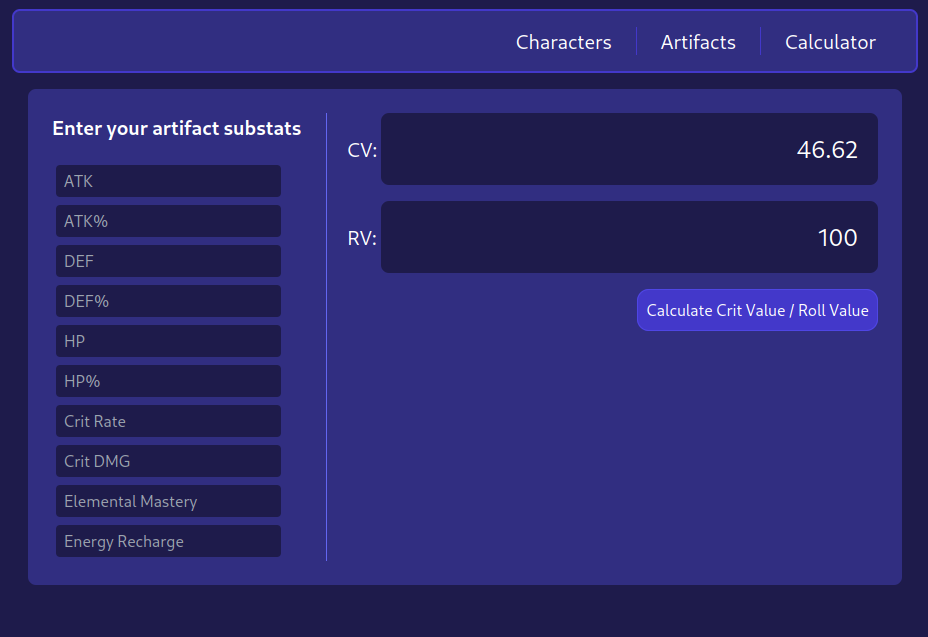 Characters
Artifacts
Calculator
Enter your artifact substats
ATK
ATK%
DEF
DEF%
HP
HP%
Crit Rate
Crit DMG
Elemental Mastery
Energy Recharge
CV: 46.62
RV: 100
Calculate Crit Value / Roll Value